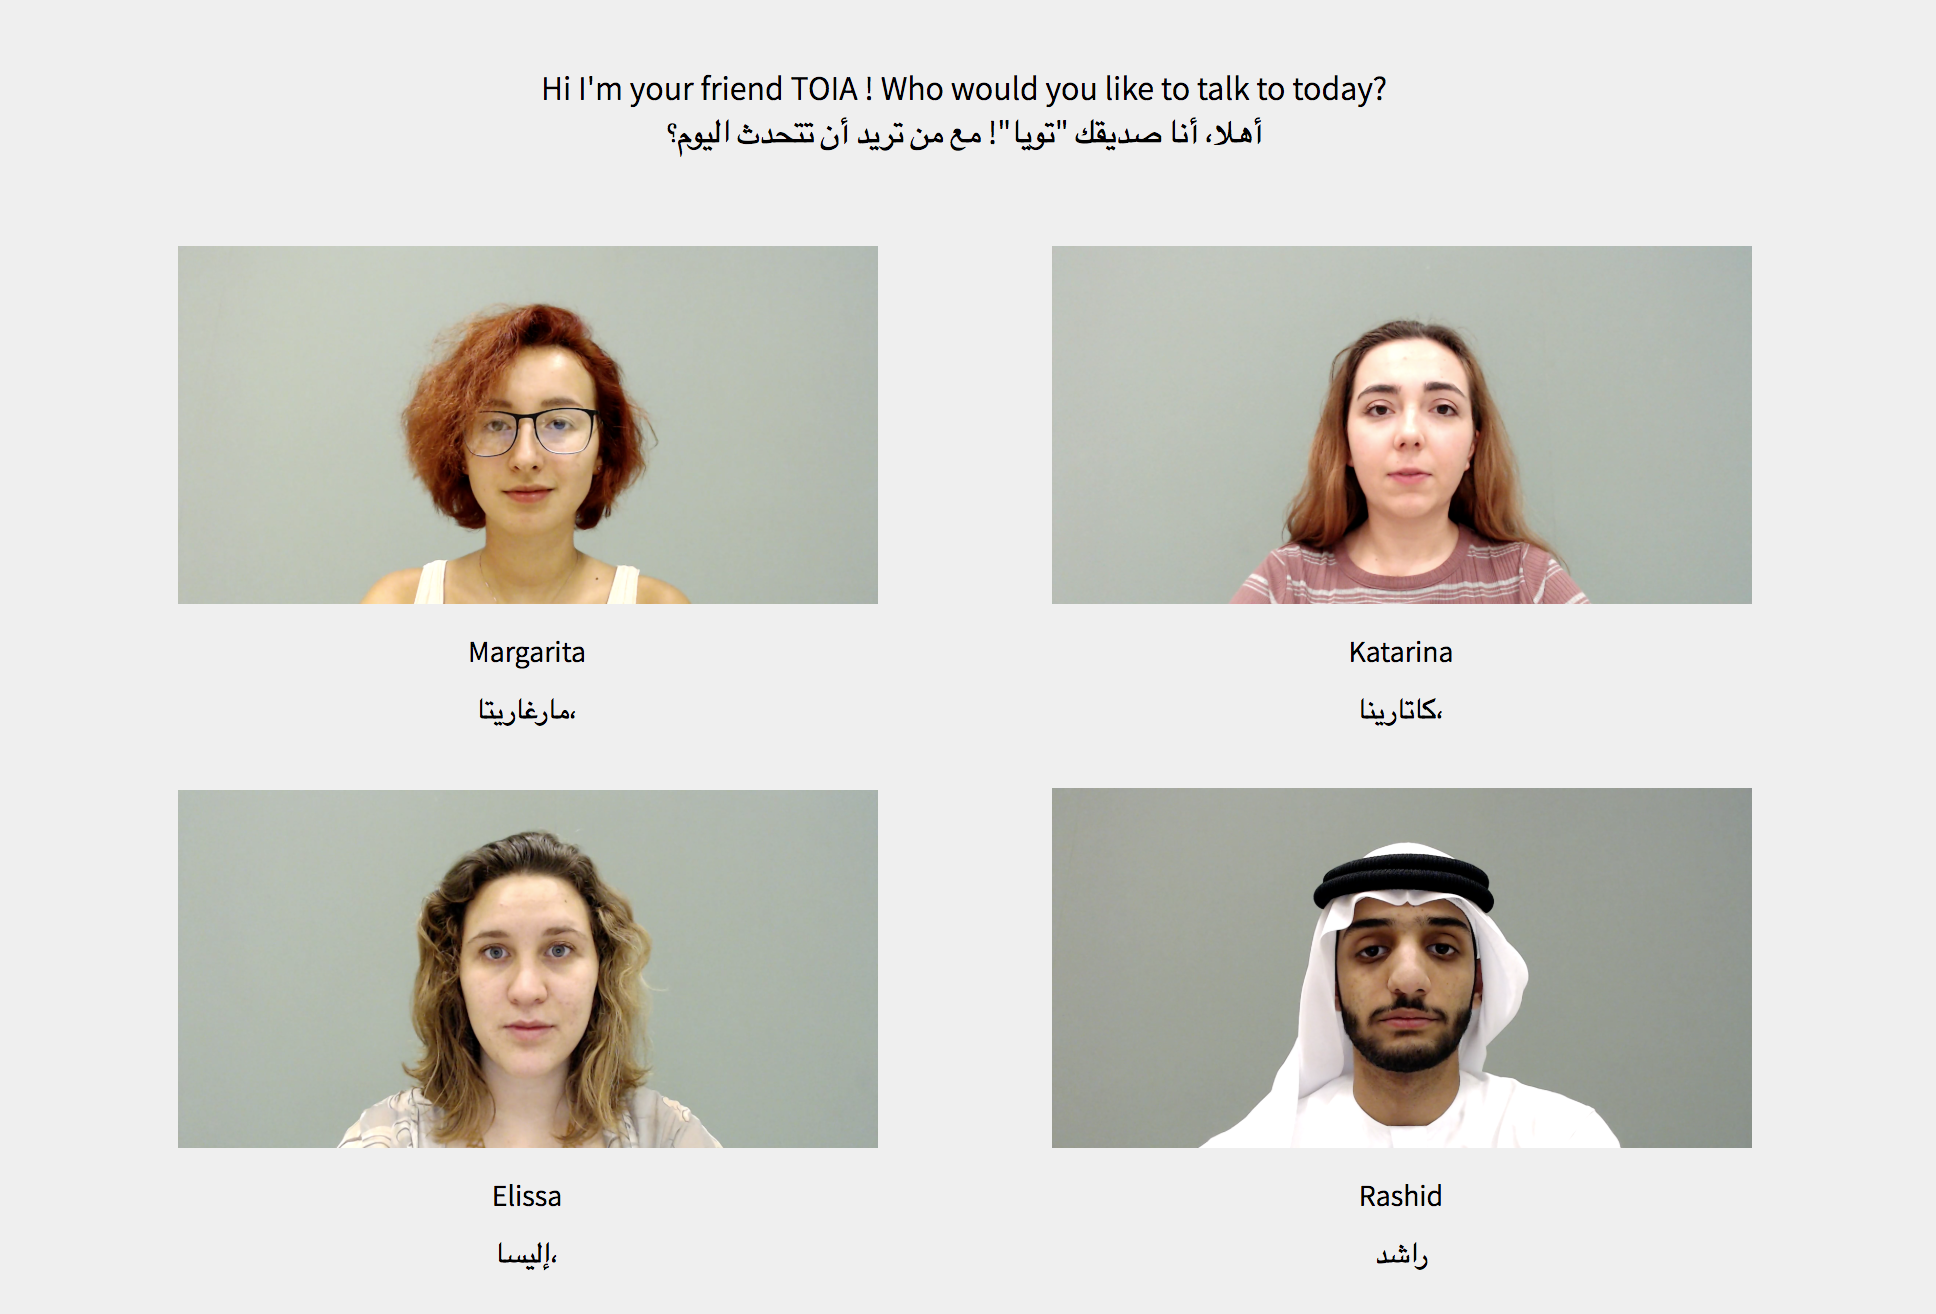 Hi I'm your friend TOIA ! Who would you like to talk to today?
أهلا، أنا صديقك "تويا"! مع من تريد أن تتحدث اليوم؟
Margarita
مارغاريتا،
Katarina
كاتارينا،
Elissa
إليسا،
Rashid
راشد